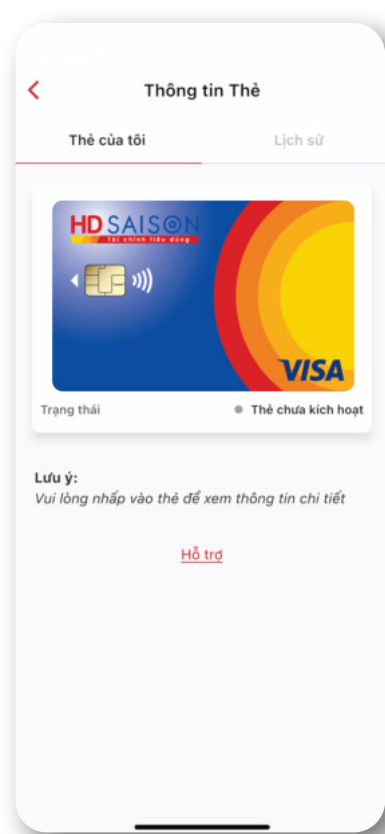 Thông tin Thẻ
Thẻ của tôi
Lịch sử
HD SAISON
Tài chính tiêu dùng
VISA
Trạng thái
Thẻ chưa kích hoạt
Lưu ý:
Vui lòng nhấp vào thẻ để xem thông tin chi tiết
Hỗ trợ